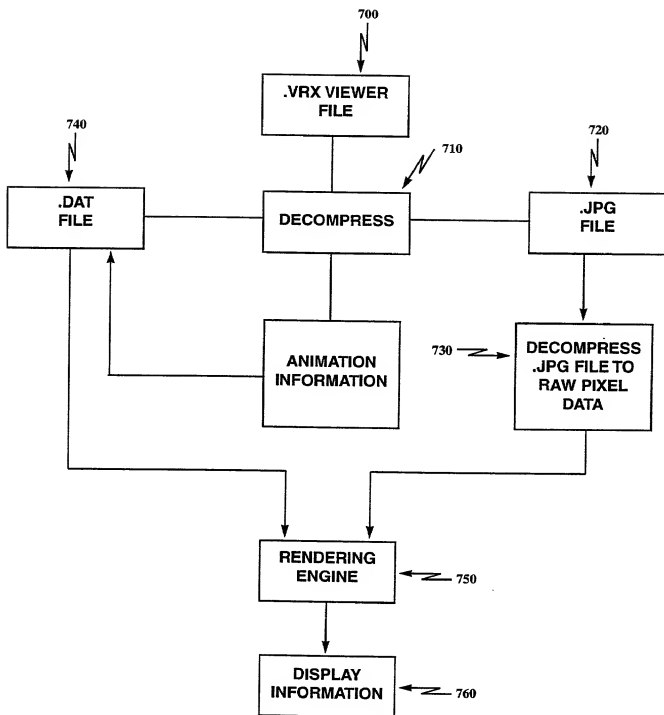 700
.VRX VIEWER
FILE
740
710
720
.DAT
FILE
DECOMPRESS
.JPG
FILE
ANIMATION
INFORMATION
730
DECOMPRESS
.JPG FILE TO
RAW PIXEL
DATA
RENDERING
ENGINE
750
DISPLAY
INFORMATION
760